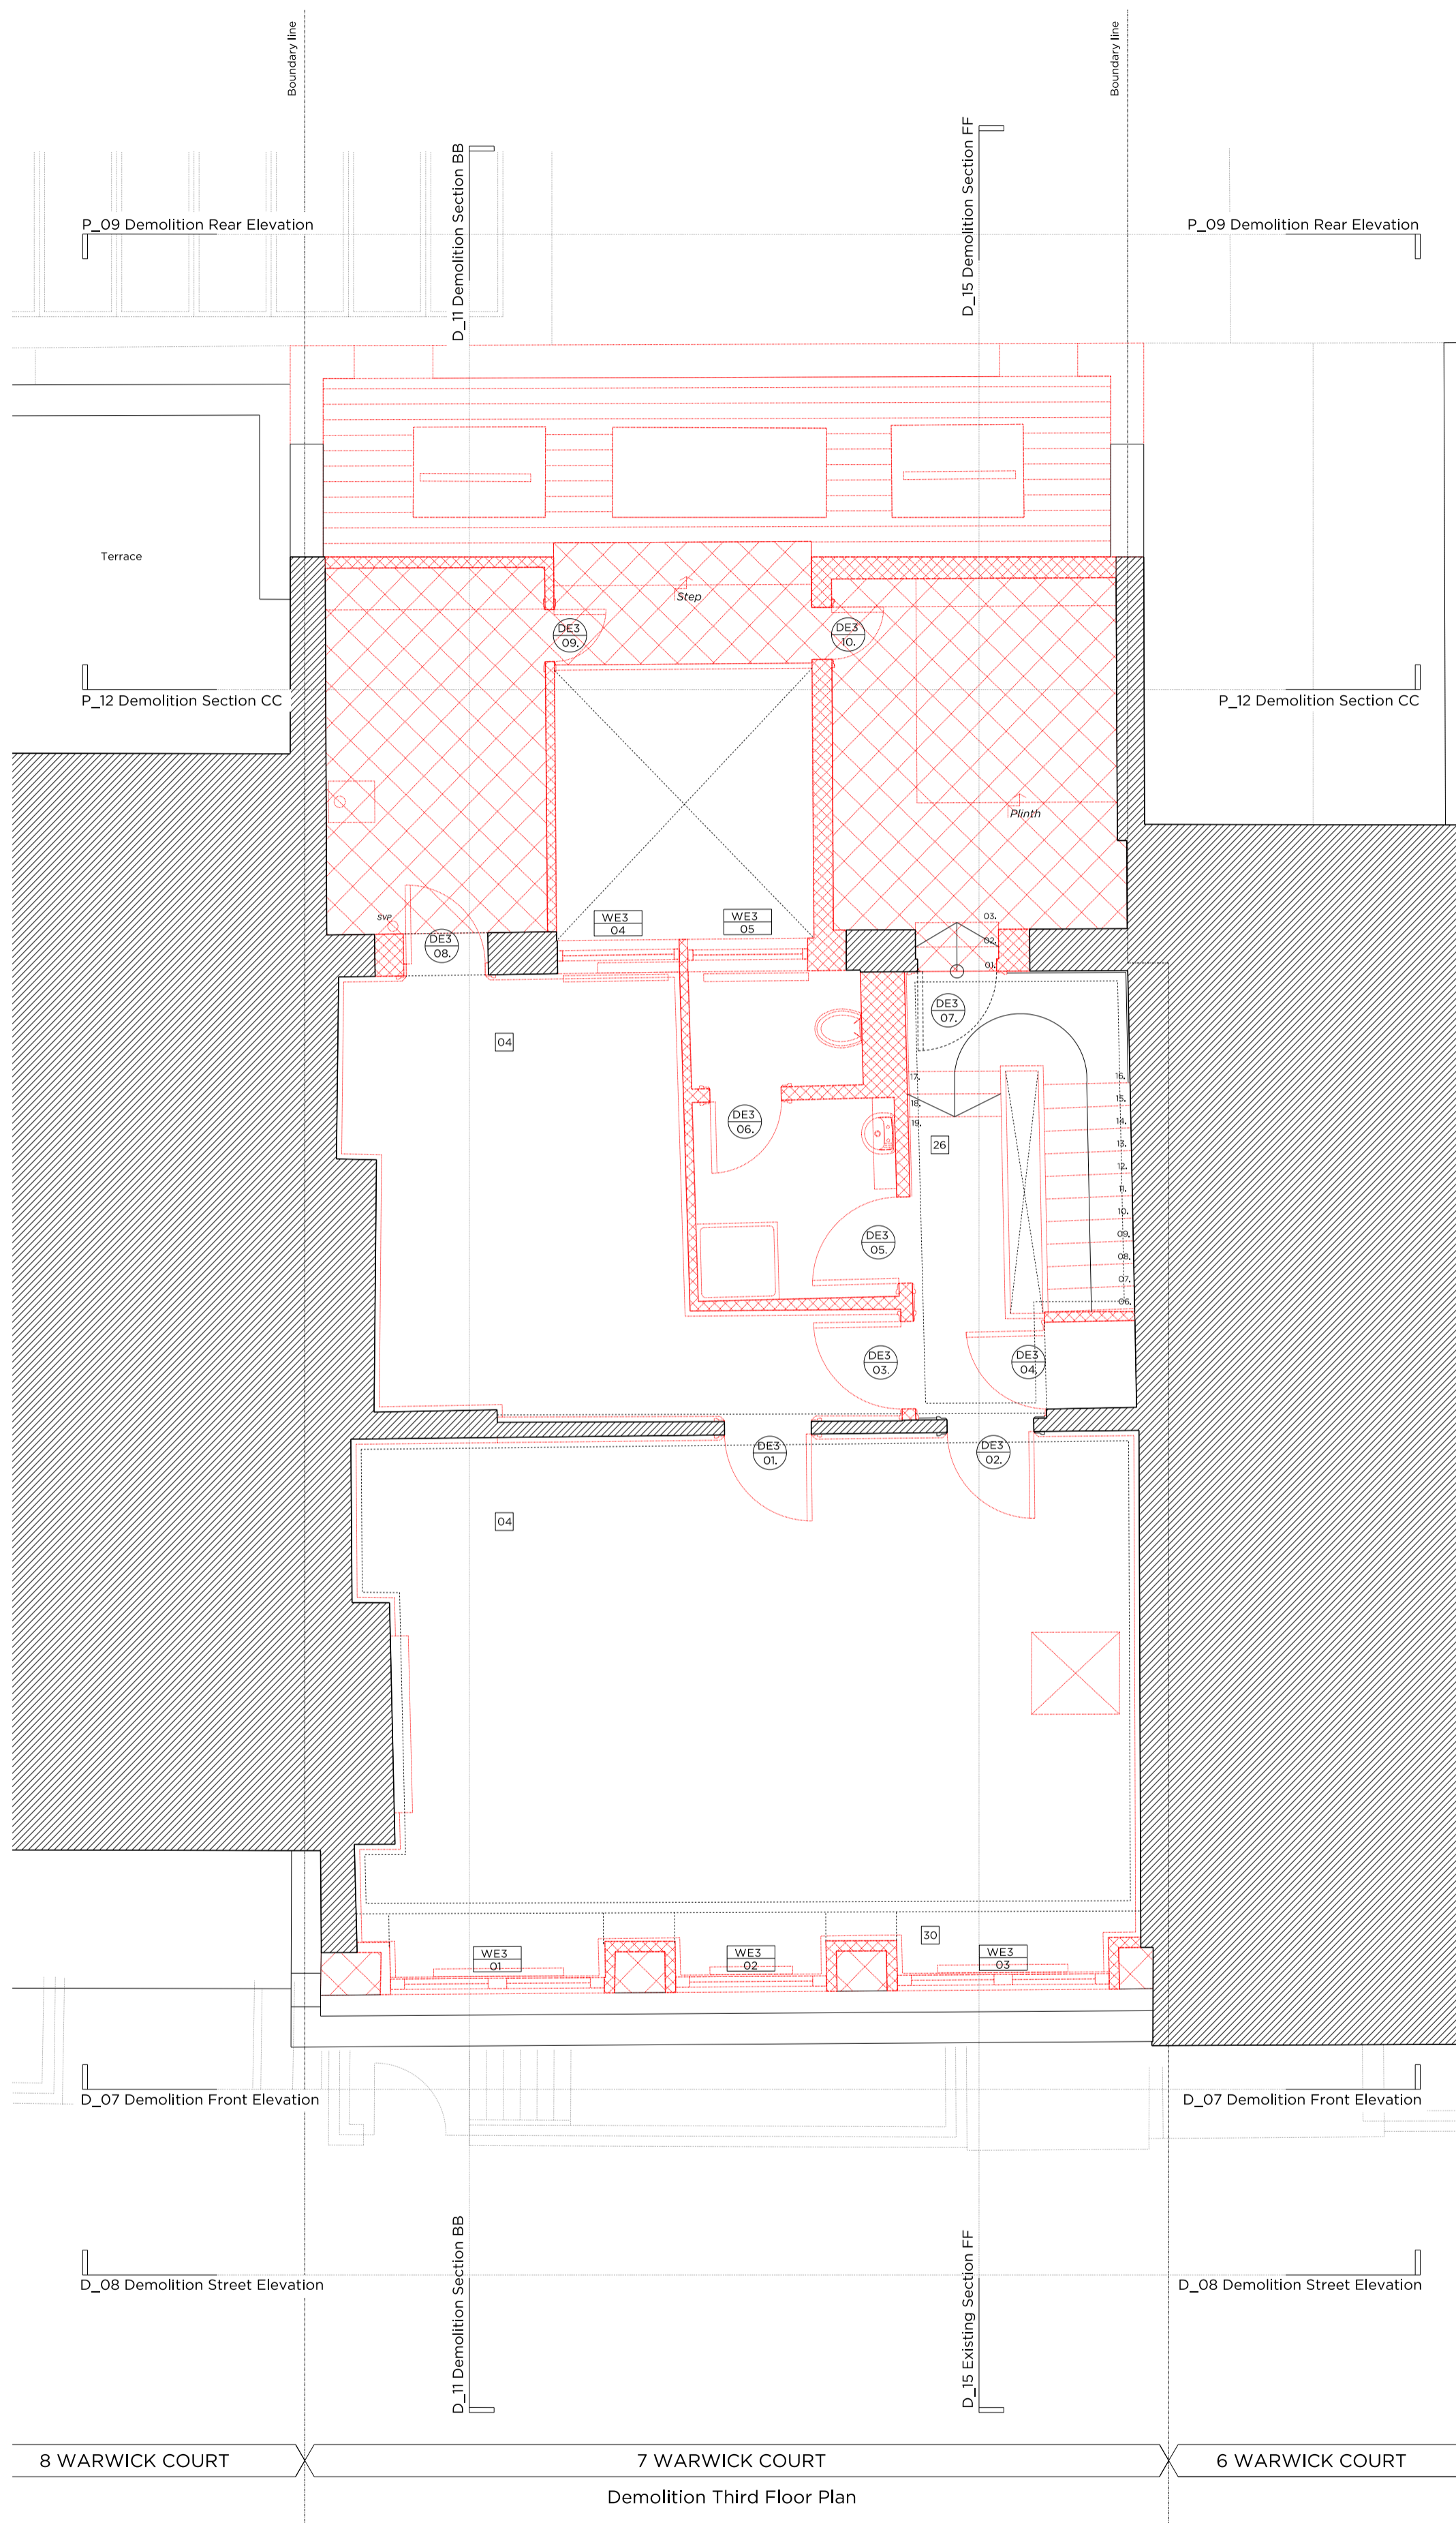 Boundary line
Boundary line
D_11 Demolition Section BB
D_15 Demolition Section FF
P_09 Demolition Rear Elevation
P_09 Demolition Rear Elevation
Terrace
Step
DE3
09.
DE3
10.
P_12 Demolition Section CC
P_12 Demolition Section CC
Plinth
SVP
WE3
04
WE3
05
03.
02.
01.
DE3
08.
DE3
07.
04
17.
18.
19.
16.
15.
14.
13.
12.
11.
10.
09.
08.
07.
06.
DE3
06.
26
DE3
05.
DE3
03.
DE3
04.
DE3
01.
DE3
02.
04
30
WE3
01
WE3
02
WE3
03
D_07 Demolition Front Elevation
D_07 Demolition Front Elevation
D_11 Demolition Section BB
D_15 Existing Section FF
D_08 Demolition Street Elevation
D_08 Demolition Street Elevation
8 WARWICK COURT
7 WARWICK COURT
6 WARWICK COURT
Demolition Third Floor Plan